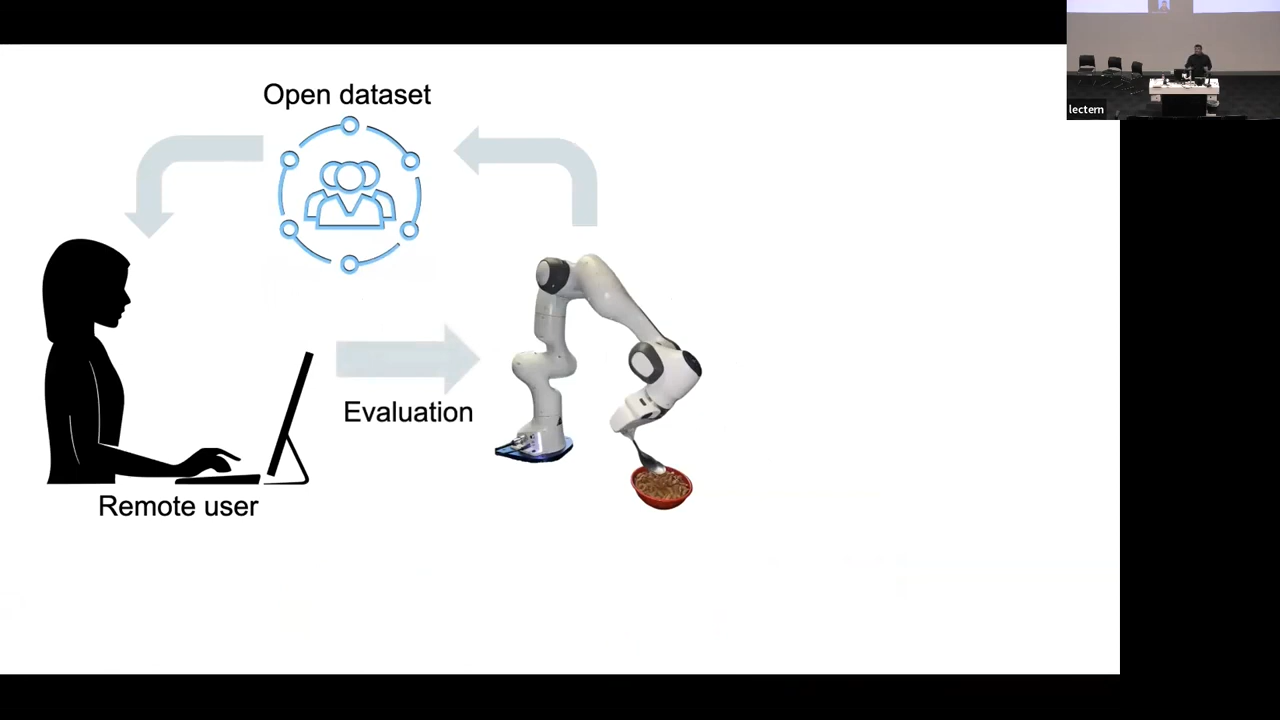 Open dataset
lectern
Evaluation
Remote user